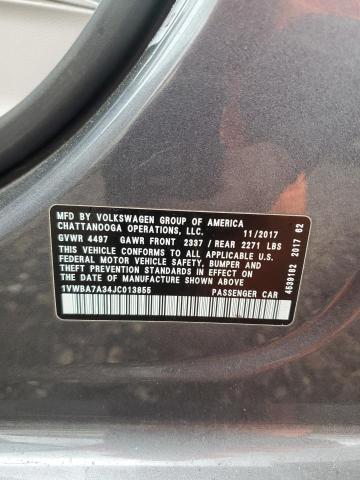 MFD BY VOLKSWAGEN GROUP OF AMERICA
CHATTANOOGA OPERATIONS, LLC. 11/2017
GVWR 4497 GAWR FRONT 2337 / REAR 2271 LBS
THIS VEHICLE CONFORMS TO ALL APPLICABLE U.S.
FEDERAL MOTOR VEHICLE SAFETY, BUMPER AND
THEFT PREVENTION STANDARDS IN EFFECT ON
THE DATE OF MANUFACTURE SHOWN ABOVE.
1VWBA7A34JC013855 PASSENGER CAR
4539182 2017 62